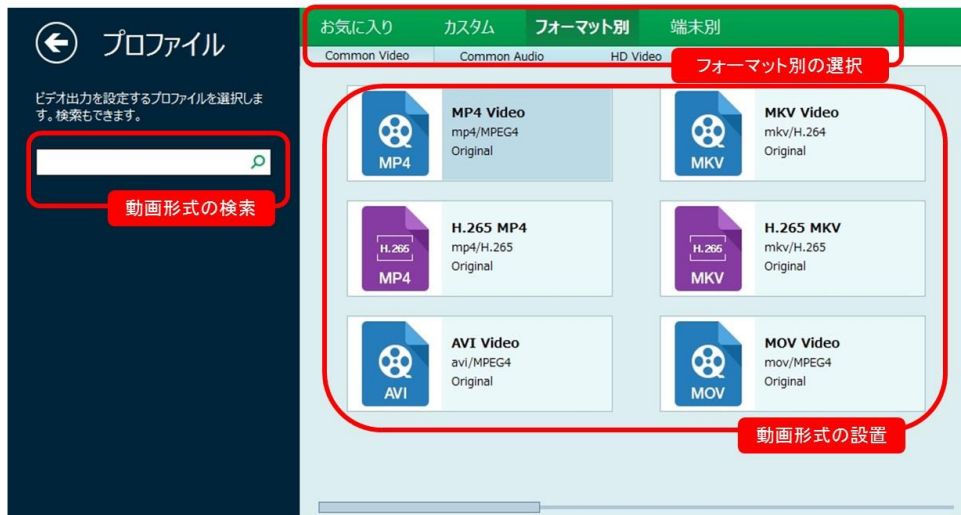 プロファイル
ビデオ出力を設定するプロファイルを選択しま
す。検索もできます。
動画形式の検索
お気に入り カスタム フォーマット別 端末別
Common Video Common Audio HD Video
フォーマット別の選択
MP4
MP4 Video
mp4/MPEG4
Original
MKV
MKV Video
mkv/H.264
Original
H.265
MP4
H.265 MP4
mp4/H.265
Original
H.265
MKV
H.265 MKV
mkv/H.265
Original
AVI
AVI Video
avi/MPEG4
Original
MOV
MOV Video
mov/MPEG4
Original
動画形式の設置